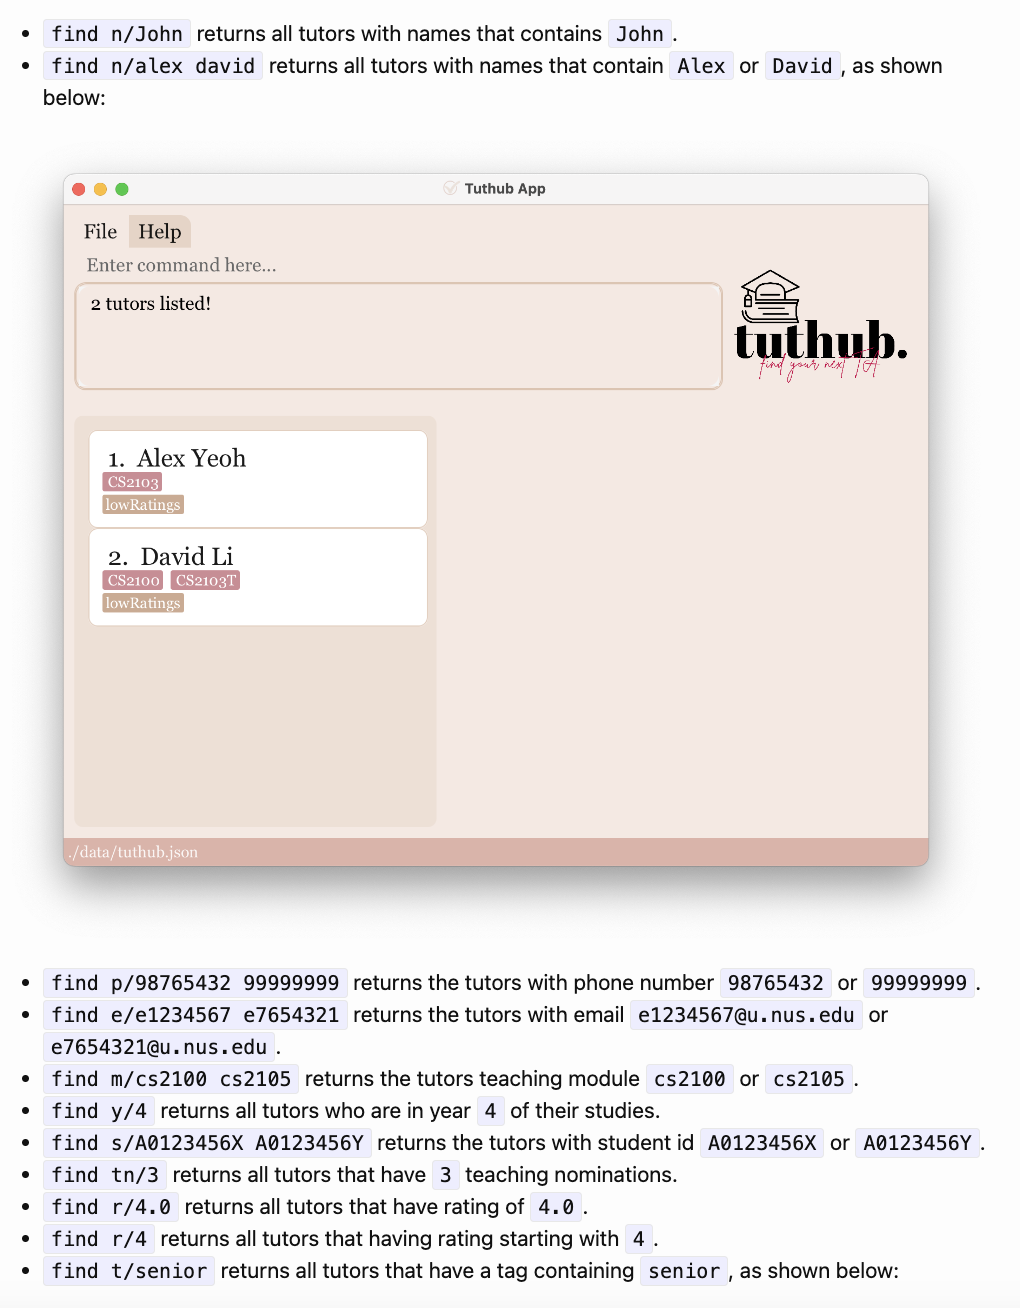 find n/John returns all tutors with names that contains John.
find n/alex david returns all tutors with names that contain Alex or David, as shown
below:
Tuthub App
File Help
Enter command here...
2 tutors listed!
tuthub.
find your next TA
1. Alex Yeoh
CS2103
lowRatings
2. David Li
CS2100 CS2103T
lowRatings
./data/tuthub.json
find p/98765432 99999999 returns the tutors with phone number 98765432 or 99999999.
find e/e1234567 e7654321 returns the tutors with email e1234567@u.nus.edu or
e7654321@u.nus.edu.
find m/cs2100 cs2105 returns the tutors teaching module cs2100 or cs2105.
find y/4 returns all tutors who are in year 4 of their studies.
find s/A0123456X A0123456Y returns the tutors with student id A0123456X or A0123456Y.
find tn/3 returns all tutors that have 3 teaching nominations.
find r/4.0 returns all tutors that have rating of 4.0.
find r/4 returns all tutors that having rating starting with 4.
find t/senior returns all tutors that have a tag containing senior, as shown below: